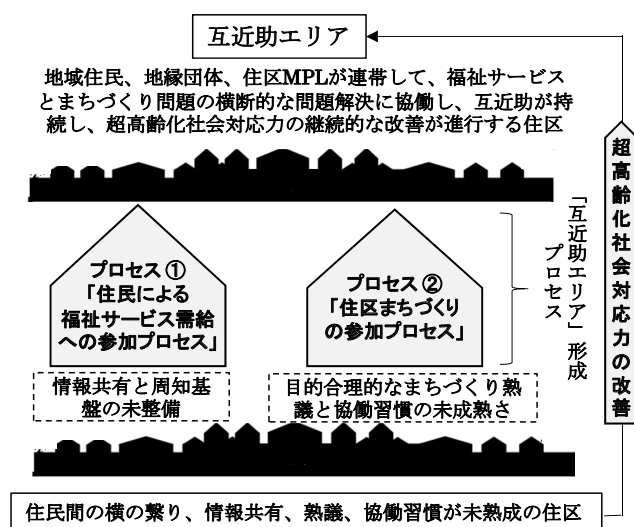 互近助エリア
地域住民、地縁団体、住区MPLが連帯して、福祉サービス
とまちづくり問題の横断的な問題解決に協働し、互近助が持
続し、超高齢化社会対応力の継続的な改善が進行する住区
プロセス①
「住民による
福祉サービス需給
への参加プロセス」
プロセス②
「住区まちづくり
の参加プロセス」
「互近助エリア」形成
プロセス
超高齢化社会対応力の改善
情報共有と周知基
盤の未整備
目的合理的なまちづくり熟
議と協働習慣の未成熟さ
住民間の横の繋り、情報共有、熟議、協働習慣が未熟成の住区